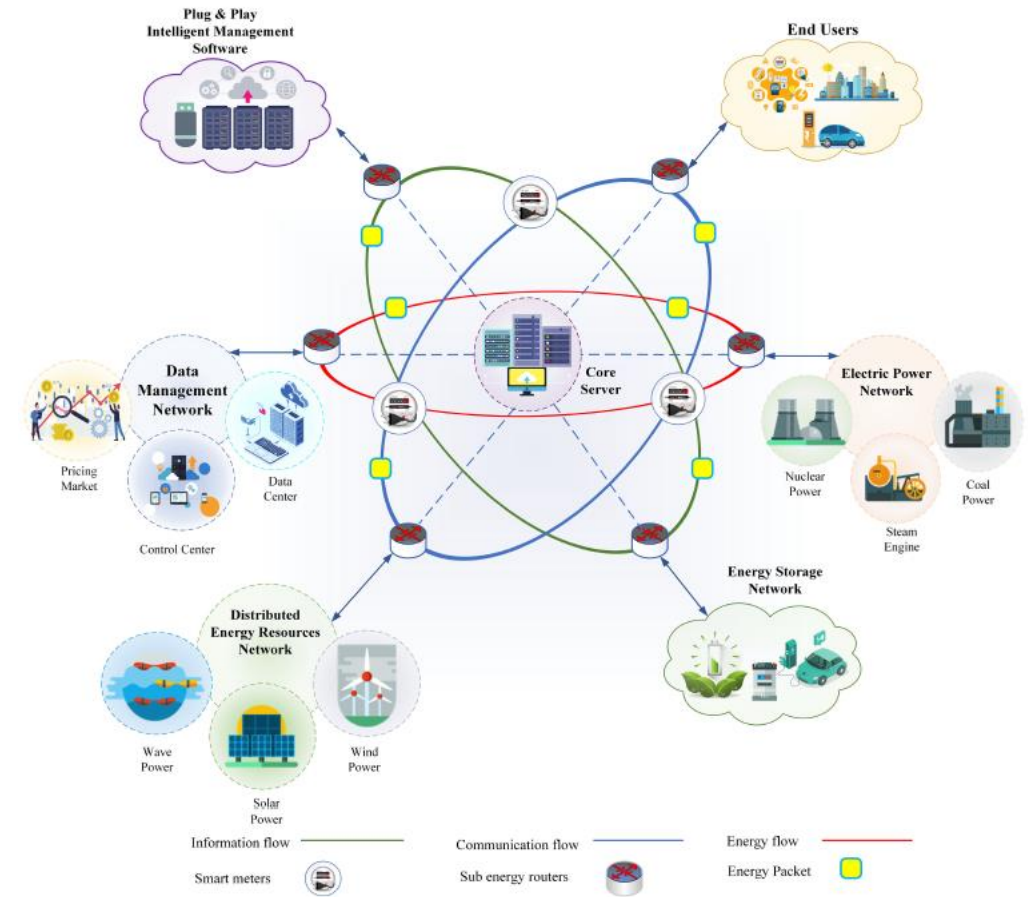 Plug & Play
Intelligent Management
Software
End Users
Core
Server
Data
Management
Network
Pricing
Market
Data
Center
Control Center
Electric Power
Network
Nuclear
Power
Coal
Power
Steam
Engine
Energy Storage
Network
Distributed
Energy Resources
Network
Wave
Power
Wind
Power
Solar
Power
Information flow
Communication flow
Energy flow
Smart meters
Sub energy routers
Energy Packet